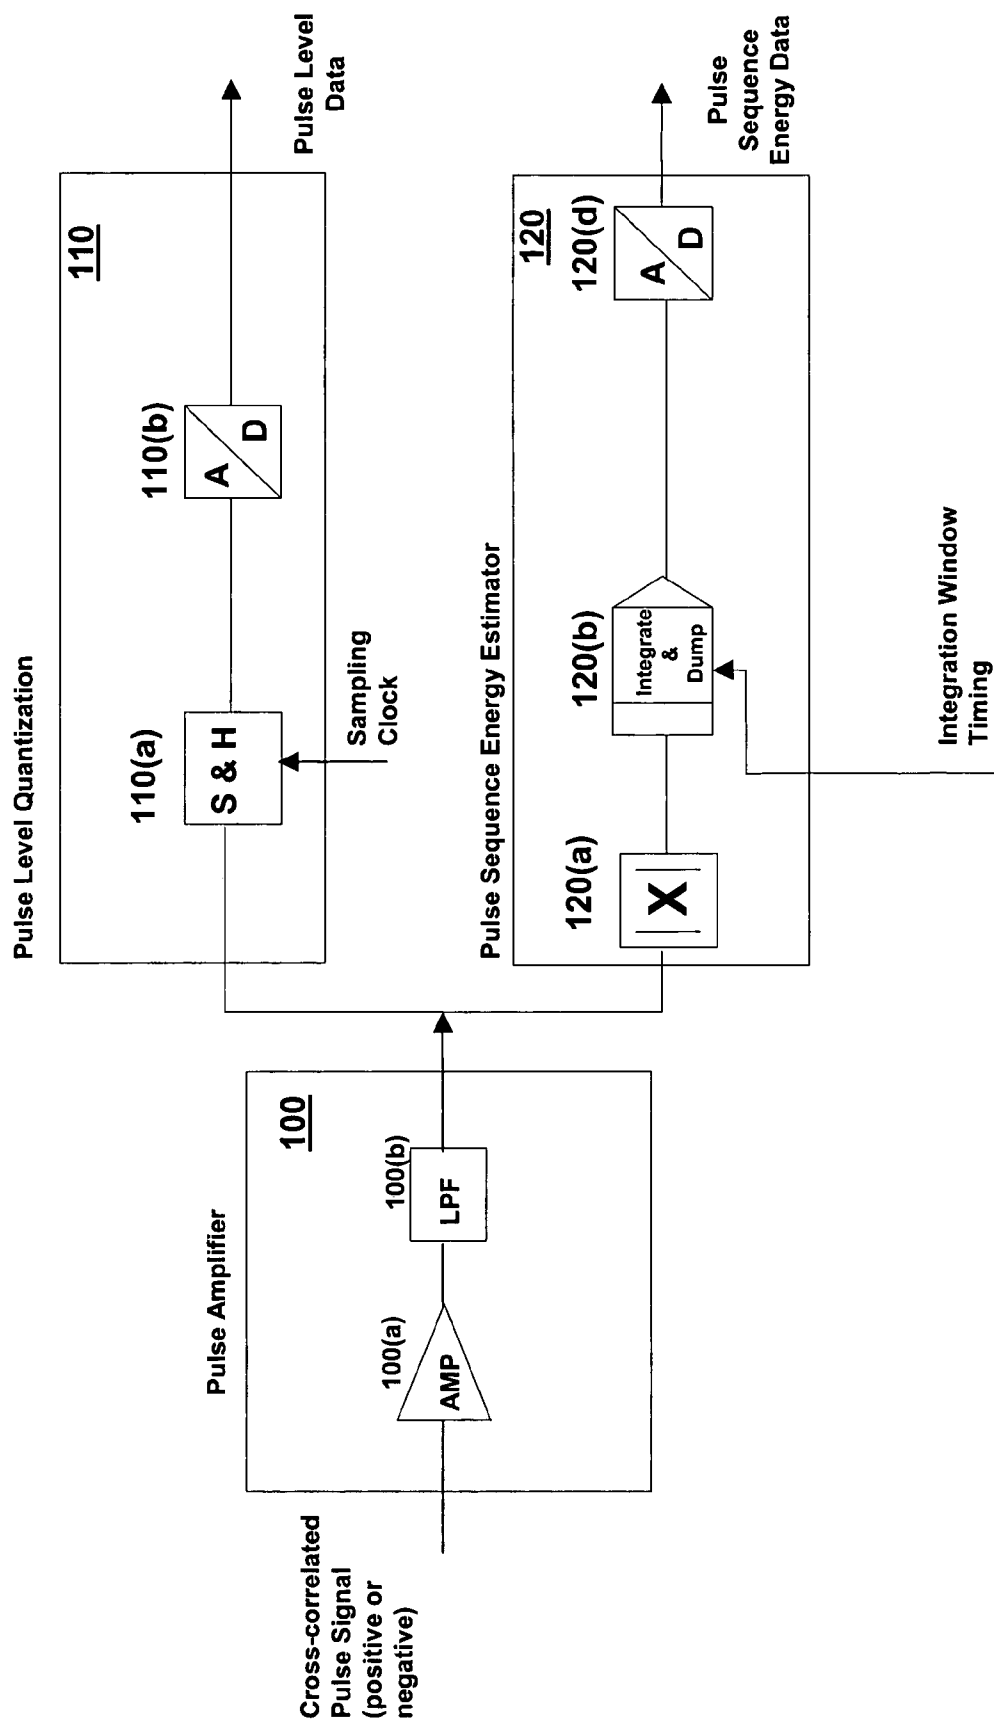 Cross-correlated
Pulse Signal
(positive or
negative)
Pulse Amplifier
100
100(a)
AMP
100(b)
LPF
Pulse Level Quantization
110
110(a)
S & H
Sampling
Clock
110(b)
A
D
Pulse Level
Data
Pulse Sequence Energy Estimator
120
120(a)
|X|
120(b)
Integrate
&
Dump
Integration Window
Timing
120(d)
A
D
Pulse
Sequence
Energy Data